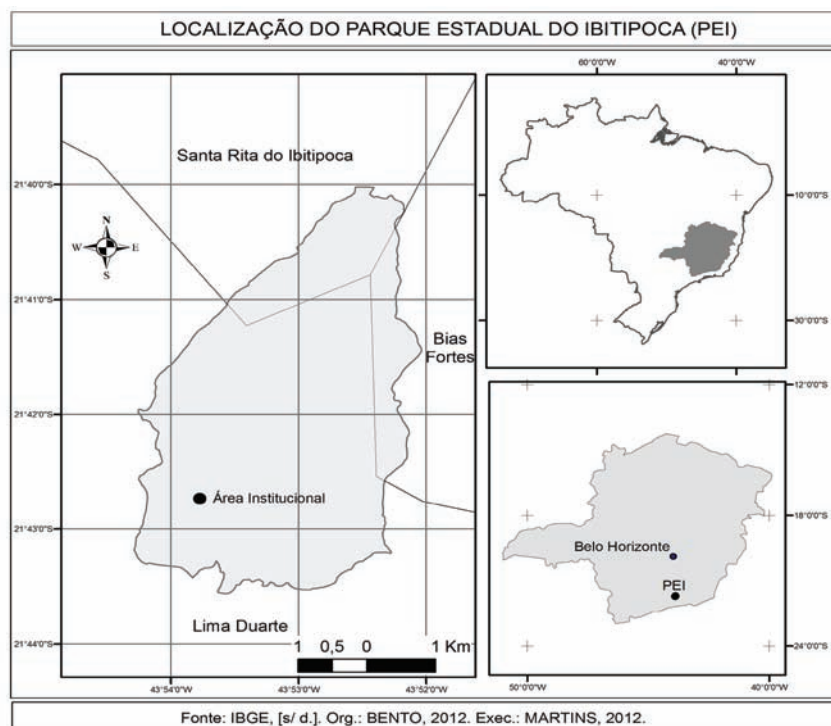 LOCALIZAÇÃO DO PARQUE ESTADUAL DO IBITIPOCA (PEI)
Santa Rita do Ibitipoca
21°40'0"S
N
W E
S
21°41'0"S
Bias
Fortes
21°42'0"S
Área Institucional
21°43'0"S
Lima Duarte
21°44'0"S
1 0,5 0 1 Km
43°54'0"W 43°53'0"W 43°52'0"W
60°0'0"W 40°0'0"W
10°0'0"S
30°0'0"S
12°0'0"S
18°0'0"S
Belo Horizonte
PEI
24°0'0"S
50°0'0"W 40°0'0"W
Fonte: IBGE, [s/ d.]. Org.: BENTO, 2012. Exec.: MARTINS, 2012.